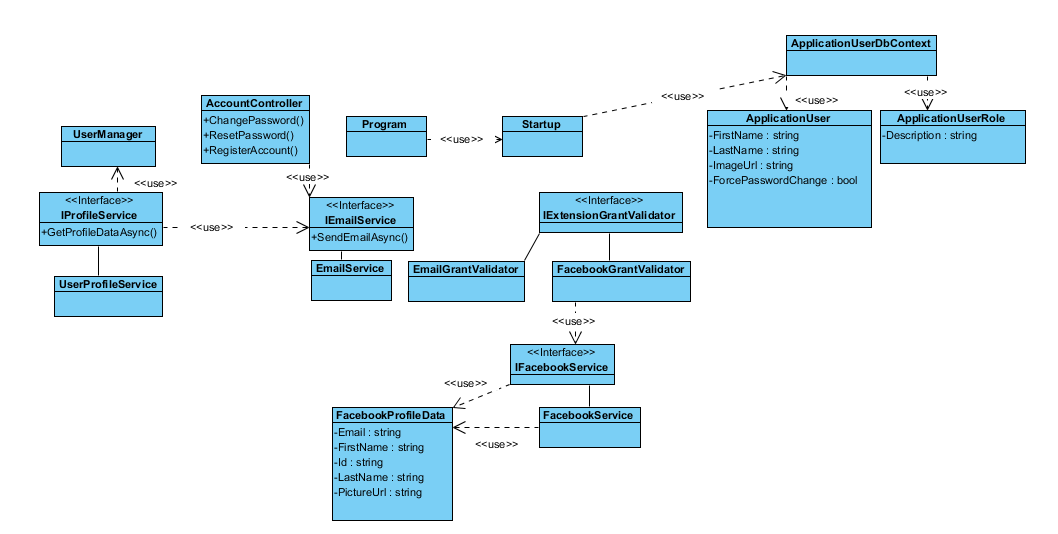 ApplicationUserDbContext
<<use>>
<<use>>
<<use>>
AccountController
+ChangePassword()
+ResetPassword()
+RegisterAccount()
UserManager
Program
<<use>>
Startup
ApplicationUser
-FirstName : string
-LastName : string
-ImageUrl : string
-ForcePasswordChange : bool
ApplicationUserRole
-Description : string
<<use>>
<<use>>
<<Interface>>
IProfileService
+GetProfileDataAsync()
<<use>>
<<Interface>>
IEmailService
+SendEmailAsync()
<<Interface>>
IExtensionGrantValidator
UserProfileService
EmailService
EmailGrantValidator
FacebookGrantValidator
<<use>>
<<Interface>>
IFacebookService
<<use>>
FacebookProfileData
-Email : string
-FirstName : string
-Id : string
-LastName : string
-PictureUrl : string
FacebookService
<<use>>